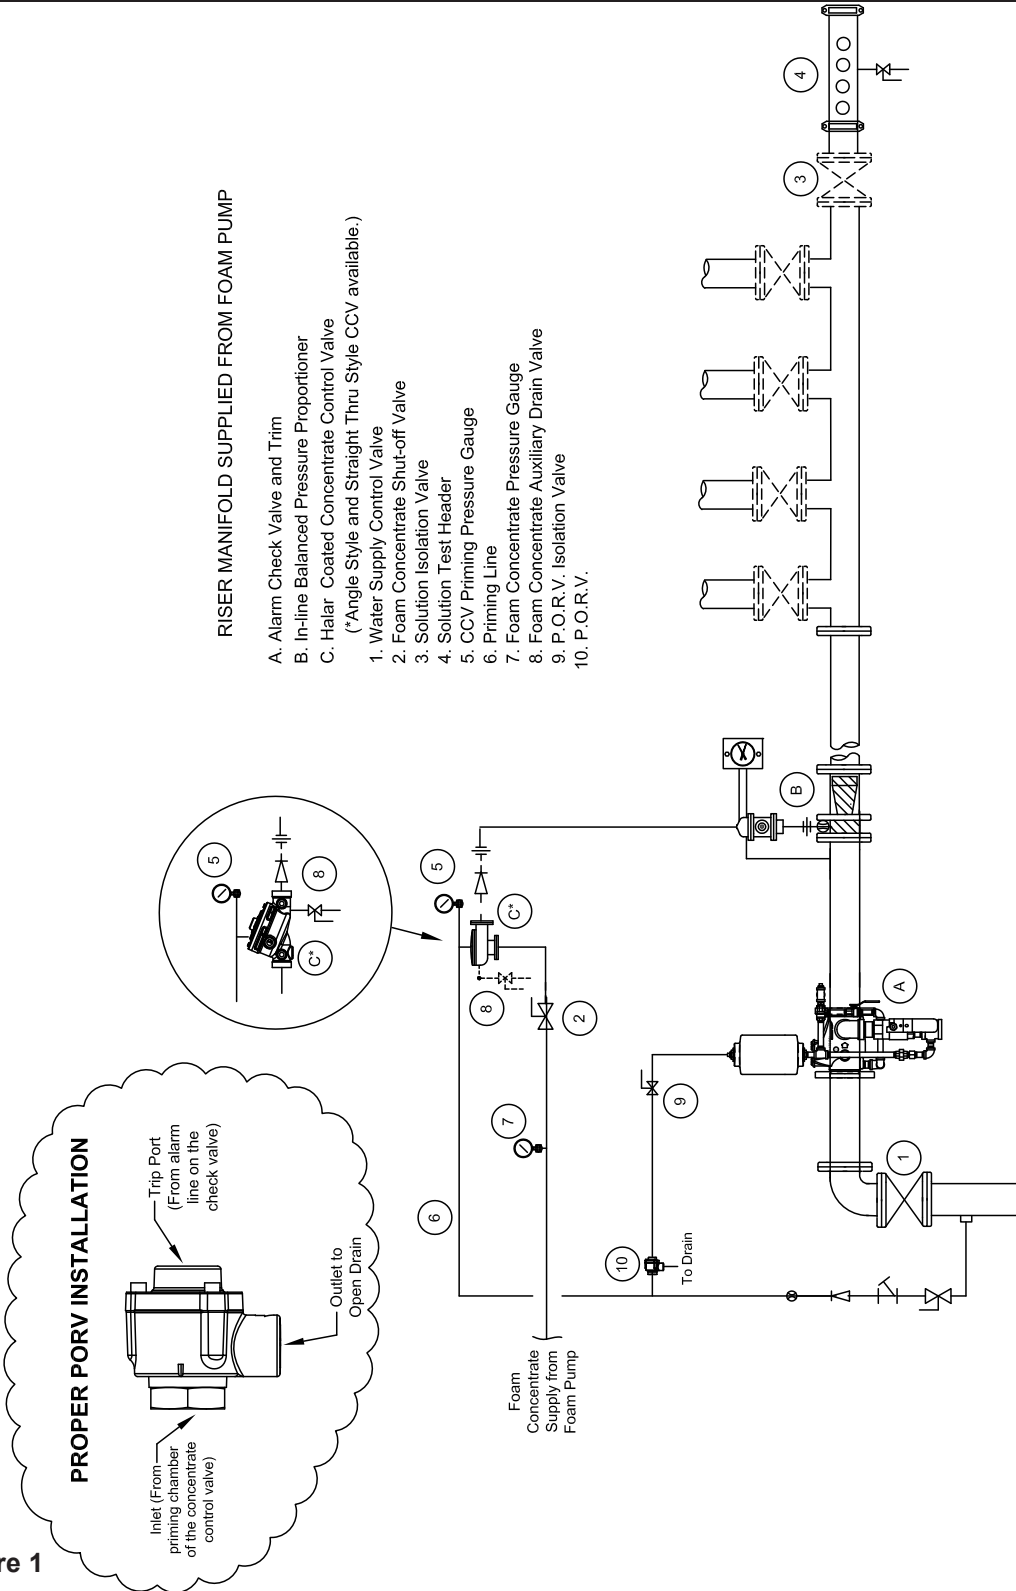 RISER MANIFOLD SUPPLIED FROM FOAM PUMP
A. Alarm Check Valve and Trim
B. In-line Balanced Pressure Proportioner
C. Halar Coated Concentrate Control Valve
(*Angle Style and Straight Thru Style CCV available.)
1. Water Supply Control Valve
2. Foam Concentrate Shut-off Valve
3. Solution Isolation Valve
4. Solution Test Header
5. CCV Priming Pressure Gauge
6. Priming Line
7. Foam Concentrate Pressure Gauge
8. Foam Concentrate Auxiliary Drain Valve
9. P.O.R.V. Isolation Valve
10. P.O.R.V.
PROPER PORV INSTALLATION
Inlet (From
priming chamber
of the concentrate
control valve)
Trip Port
(From alarm
line on the
check valve)
Outlet to
Open Drain
5
8
C*
5
C*
8
2
7
6
9
10
To Drain
Foam
Concentrate
Supply from
Foam Pump
1
A
B
3
4
re 1